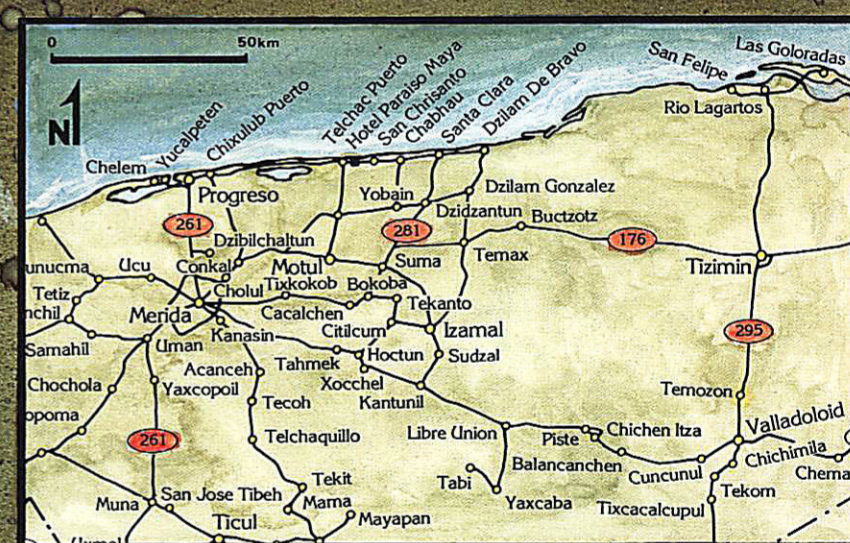 0
50km
N
Chelem
Yucalpeten
Chixulub Puerto
Telchac Puerto
Hotel Paraiso Maya
San Chrisanto
Chabhau
Santa Clara
Dzilam De Bravo
San Felipe
Las Goloradas
Rio Lagartos
Progreso
Yobain
Dzilam Gonzalez
261
Dzibilchaltun
281
Dzidzantun
Buctzotz
176
unucma
Ucu
Conkal
Motul
Suma
Temax
Tizimin
Tetiz
Cholul
Tixkokob
Bokoba
nchil
Merida
Cacalchen
Tekanto
Samahil
Uman
Kanasin
Citilcum
Izamal
295
Acanceh
Tahmek
Hoctun
Sudzal
Chochola
Yaxcopoil
Xocchel
Kantunil
Temozon
opoma
Tecoh
261
Telchaquillo
Libre Union
Piste
Chichen Itza
Valladoloid
Balancanchen
Chichimila
Cuncunul
Chema
Tabi
Tekit
Yaxcaba
Tekom
Muna
San Jose Tibeh
Mama
Mayapan
Tixcacalcupul
Ticul
Uxmal